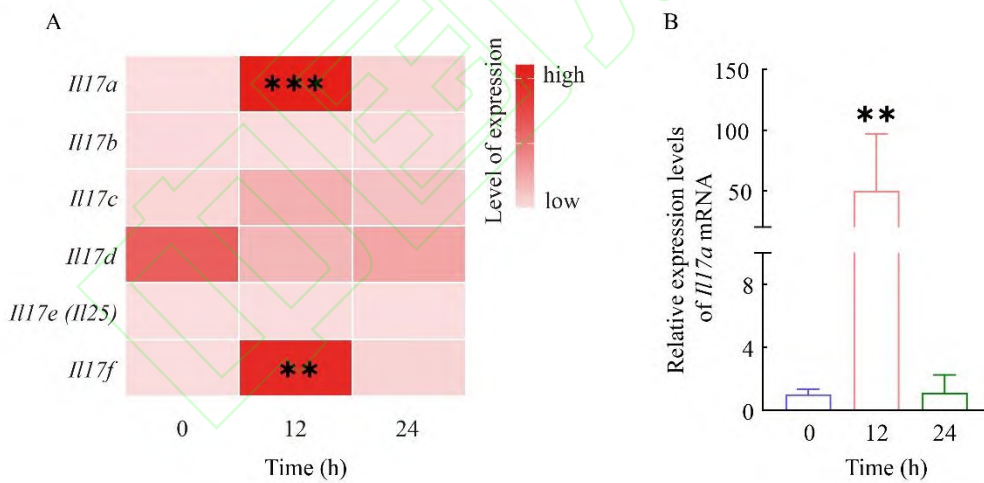 A
Il17a
Il17b
Il17c
Il17d
Il17e (Il25)
Il17f
***
**
0 12 24
Time (h)
Level of expression
high
low
B
Relative expression levels
of Il17a mRNA
150
100
50
8
4
0
**
0 12 24
Time (h)